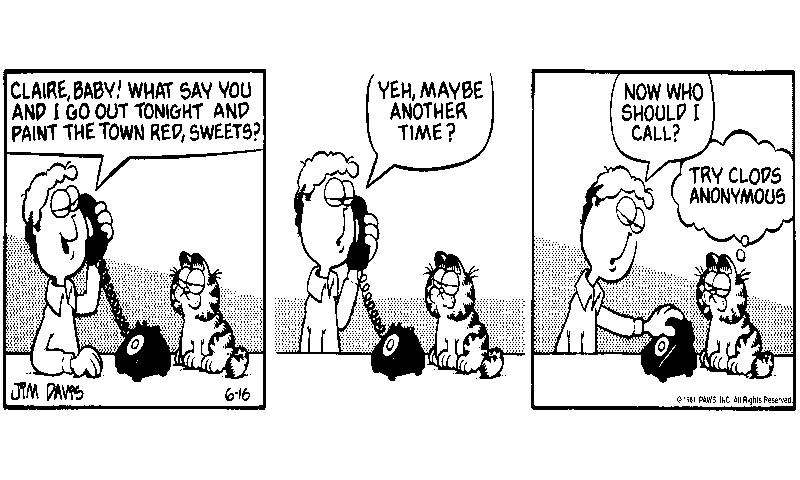 CLAIRE, BABY! WHAT SAY YOU
AND I GO OUT TONIGHT AND
PAINT THE TOWN RED, SWEETS?
JIM DAVIS
6-16
YEH, MAYBE
ANOTHER
TIME?
NOW WHO
SHOULD I
CALL?
TRY CLODS
ANONYMOUS
© 1981 PAWS, INC. All Rights Reserved.